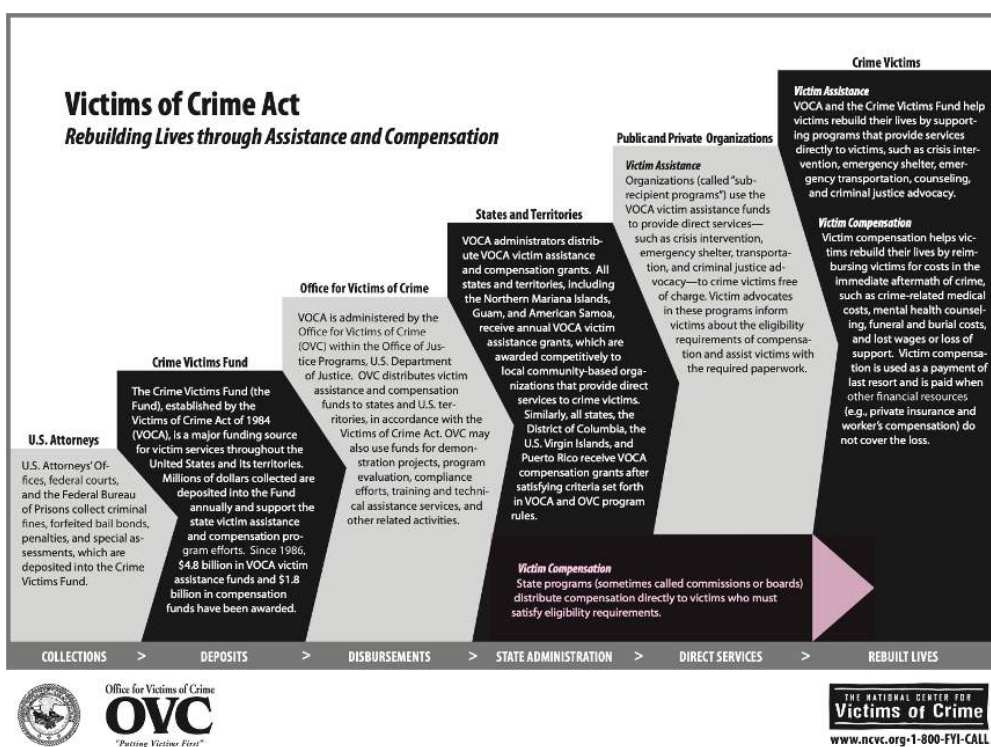 Victims of Crime Act
Rebuilding Lives through Assistance and Compensation
U.S. Attorneys
U.S. Attorneys' Of-
fices, federal courts,
and the Federal Bureau
of Prisons collect criminal
fines, forfeited bail bonds,
penalties, and special as-
sessments, which are
deposited into the Crime
Victims Fund.
Crime Victims Fund
The Crime Victims Fund (the
Fund), established by the
Victims of Crime Act of 1984
(VOCA), is a major funding source
for victim services throughout the
United States and its territories.
Millions of dollars collected are
deposited into the Fund
annually and support the
state victim assistance
and compensation pro-
gram efforts. Since 1986,
$4.8 billion in VOCA victim
assistance funds and $1.8
billion in compensation
funds have been awarded.
Office for Victims of Crime
VOCA is administered by the
Office for Victims of Crime
(OVC) within the Office of Jus-
tice Programs, U.S. Department
of Justice. OVC distributes victim
assistance and compensation
funds to states and U.S. ter-
ritories, in accordance with the
Victims of Crime Act. OVC may
also use funds for demon-
stration projects, program
evaluation, compliance
efforts, training and techni-
cal assistance services, and
other related activities.
States and Territories
VOCA administrators distrib-
ute VOCA victim assistance
and compensation grants. All
states and territories, including
the Northern Mariana Islands,
Guam, and American Samoa,
receive annual VOCA victim
assistance grants, which are
awarded competitively to
local community-based orga-
nizations that provide direct
services to crime victims.
Similarly, all states, the
District of Columbia, the
U.S. Virgin Islands, and
Puerto Rico receive VOCA
compensation grants after
satisfying criteria set forth
in VOCA and OVC program
rules.
Public and Private Organizations
Victim Assistance
Organizations (called "sub-
recipient programs") use the
VOCA victim assistance funds
to provide direct services—
such as crisis intervention,
emergency shelter, transporta-
tion, and criminal justice ad-
vocacy—to crime victims free
of charge. Victim advocates
in these programs inform
victims about the eligibility
requirements of compensa-
tion and assist victims with
the required paperwork.
Victim Compensation
State programs (sometimes called commissions or boards)
distribute compensation directly to victims who must
satisfy eligibility requirements.
Crime Victims
Victim Assistance
VOCA and the Crime Victims Fund help
victims rebuild their lives by support-
ing programs that provide services
directly to victims, such as crisis inter-
vention, emergency shelter, emer-
gency transportation, counseling,
and criminal justice advocacy.
Victim Compensation
Victim compensation helps vic-
tims rebuild their lives by reim-
bursing victims for costs in the
immediate aftermath of crime,
such as crime-related medical
costs, mental health counsel-
ing, funeral and burial costs,
and lost wages or loss of
support. Victim compensa-
tion is used as a payment of
last resort and is paid when
other financial resources
(e.g., private insurance and
worker's compensation) do
not cover the loss.
COLLECTIONS > DEPOSITS > DISBURSEMENTS > STATE ADMINISTRATION > DIRECT SERVICES > REBUILT LIVES
Office for Victims of Crime
OVC
"Putting Victims First"
THE NATIONAL CENTER FOR
Victims of Crime
www.ncvc.org•1-800-FYI-CALL